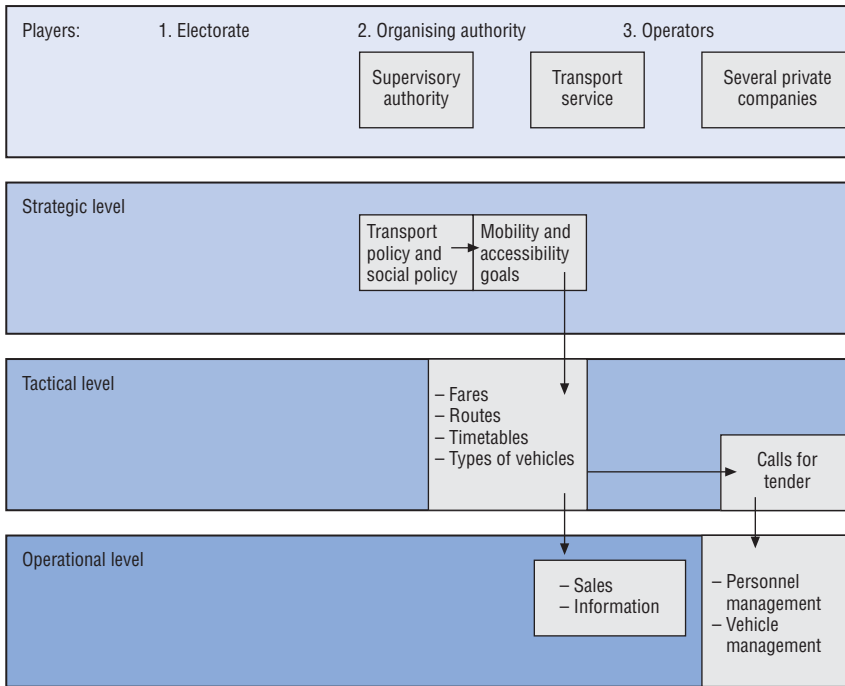 Players:
1. Electorate
2. Organising authority
3. Operators
Supervisory
authority
Transport
service
Several private
companies
Strategic level
Transport
policy and
social policy
Mobility and
accessibility
goals
Tactical level
– Fares
– Routes
– Timetables
– Types of vehicles
Calls for
tender
Operational level
– Sales
– Information
– Personnel
management
– Vehicle
management